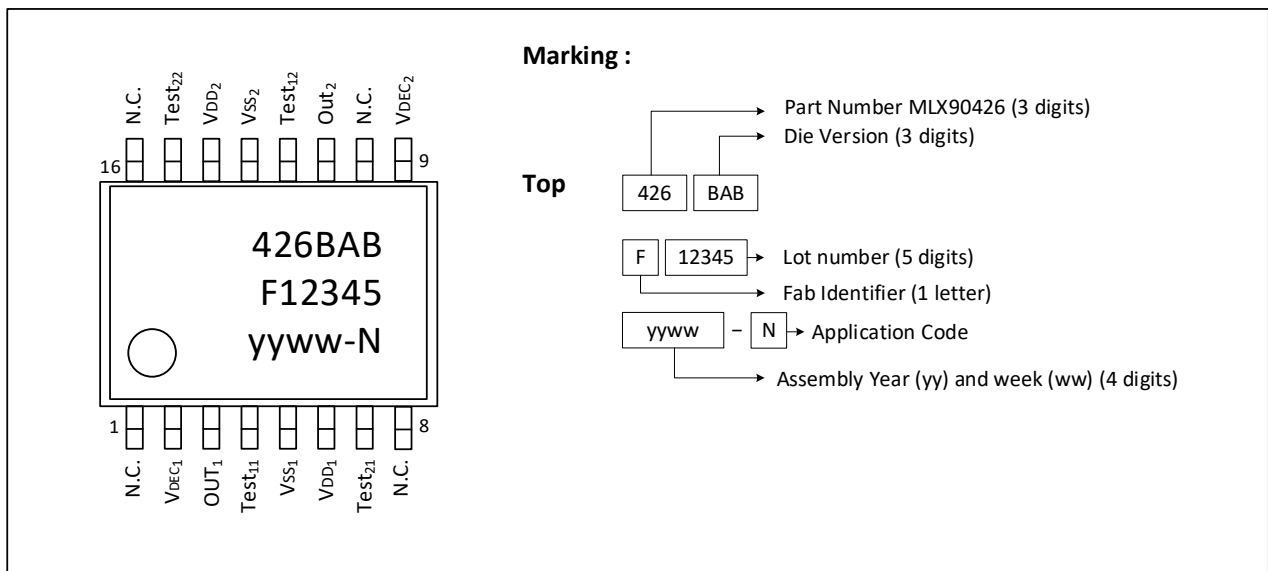 Marking :
N.C.
Test22
VDD2
VSS2
Test12
Out2
N.C.
VDEC2
16
9
426BAB
F12345
yyww-N
1
8
N.C.
VDEC1
OUT1
Test11
VSS1
VDD1
Test21
N.C.
Part Number MLX90426 (3 digits)
Die Version (3 digits)
Top
426 BAB
F 12345 Lot number (5 digits)
Fab Identifier (1 letter)
yyww – N Application Code
Assembly Year (yy) and week (ww) (4 digits)